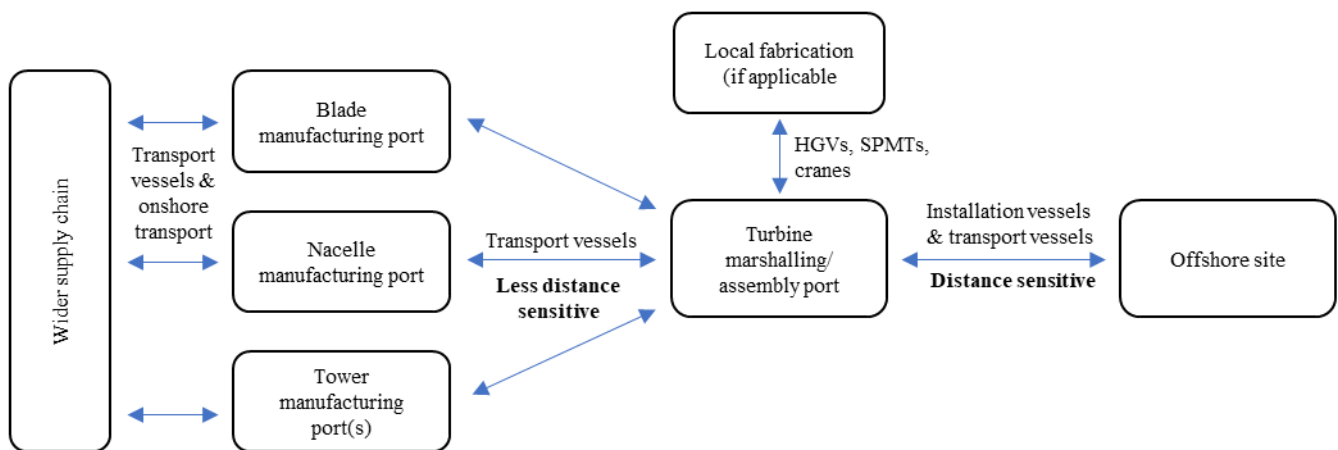 Wider supply chain
Transport
vessels &
onshore
transport
Blade
manufacturing port
Nacelle
manufacturing port
Tower
manufacturing
port(s)
Transport vessels
Less distance
sensitive
Local fabrication
(if applicable
HGVs, SPMTs,
cranes
Turbine
marshalling/
assembly port
Installation vessels
& transport vessels
Distance sensitive
Offshore site